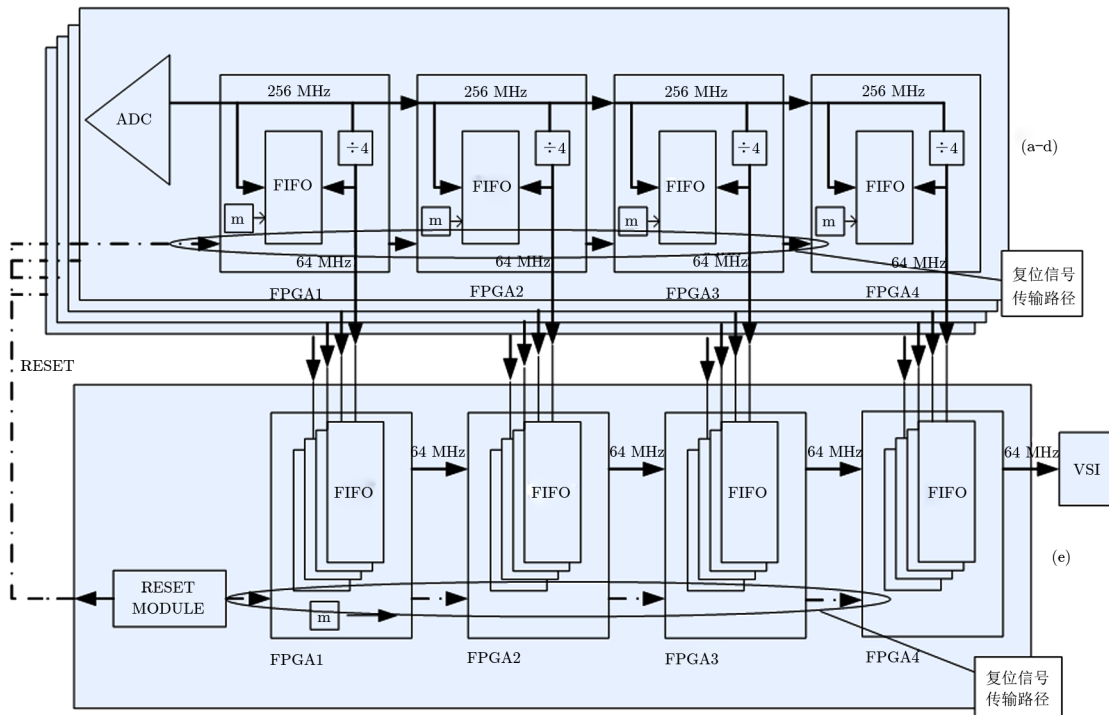 256 MHz
256 MHz
256 MHz
256 MHz
ADC
÷4
÷4
÷4
÷4
(a-d)
FIFO
FIFO
FIFO
FIFO
m
m
m
m
64 MHz
64 MHz
64 MHz
64 MHz
复位信号
传输路径
FPGA1
FPGA2
FPGA3
FPGA4
RESET
64 MHz
64 MHz
64 MHz
64 MHz
VSI
FIFO
FIFO
FIFO
FIFO
(e)
RESET
MODULE
m
FPGA1
FPGA2
FPGA3
FPGA4
复位信号
传输路径